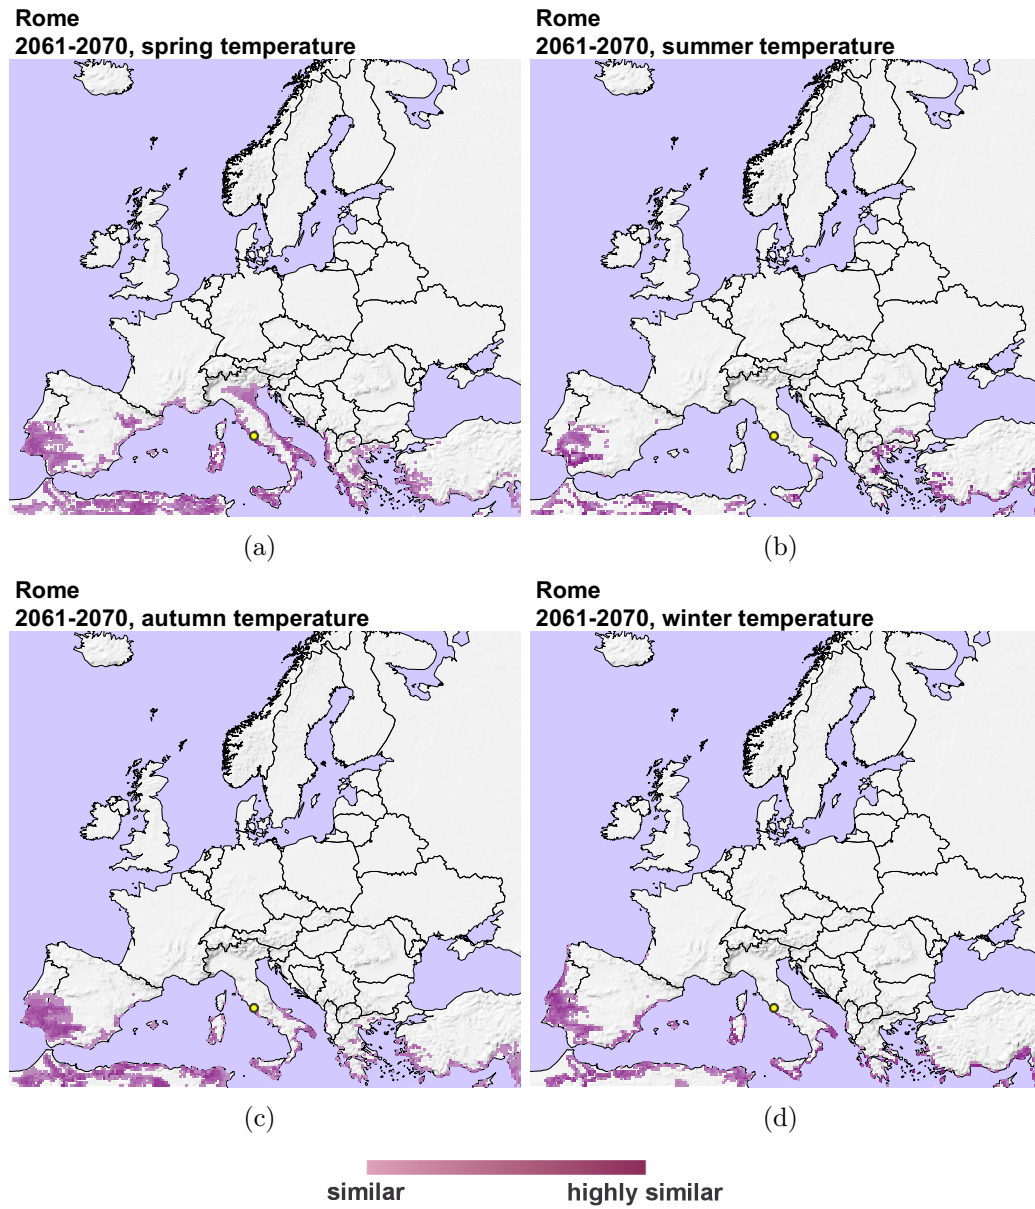 Rome
2061-2070, spring temperature
Rome
2061-2070, summer temperature
(a)
(b)
Rome
2061-2070, autumn temperature
Rome
2061-2070, winter temperature
(c)
(d)
similar
highly similar